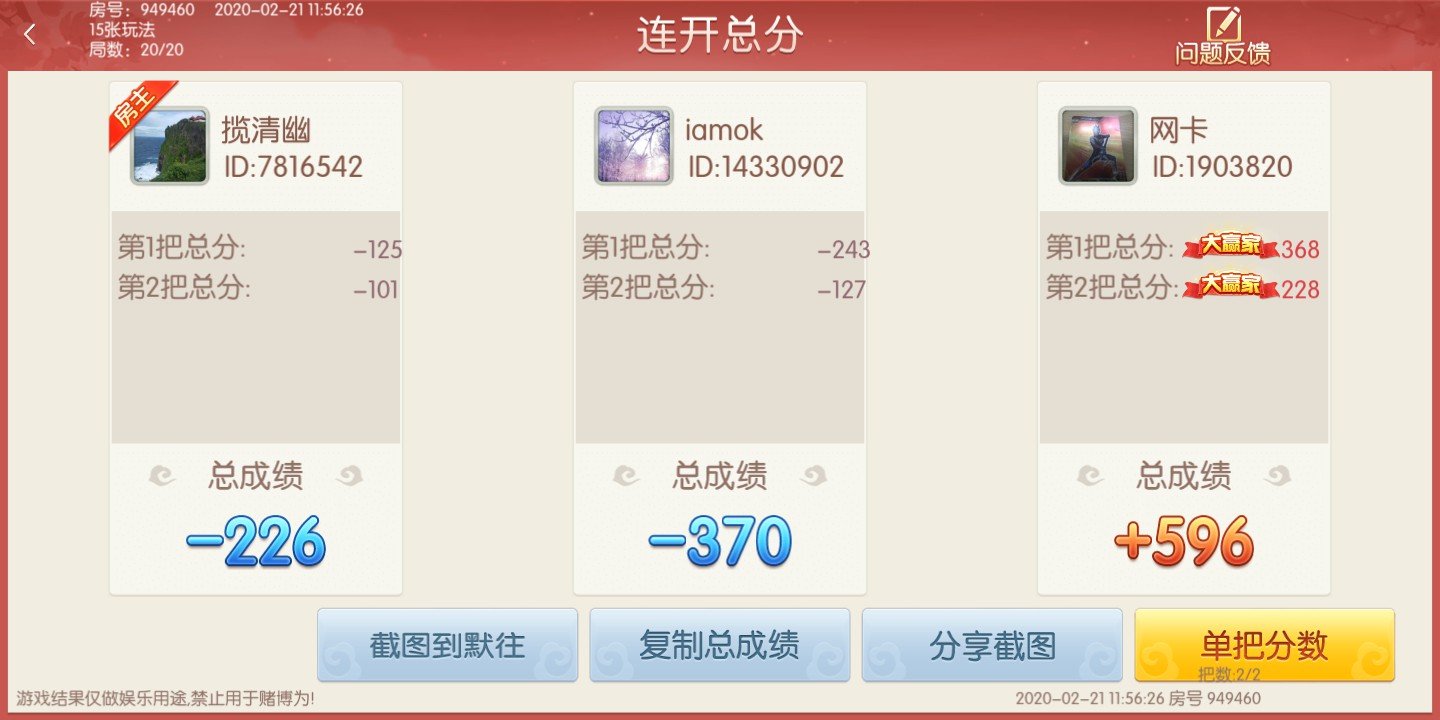 房号：949460 2020-02-21 11:56:26
15张玩法
局数：20/20
连开总分
问题反馈
房主
揽清幽
ID:7816542
第1把总分: -125
第2把总分: -101
总成绩
-226
iamok
ID:14330902
第1把总分: -243
第2把总分: -127
总成绩
-370
网卡
ID:1903820
第1把总分: 大赢家 368
第2把总分: 大赢家 228
总成绩
+596
截图到默往
复制总成绩
分享截图
单把分数
把数:2/2
游戏结果仅做娱乐用途,禁止用于赌博为!
2020-02-21 11:56:26 房号 949460